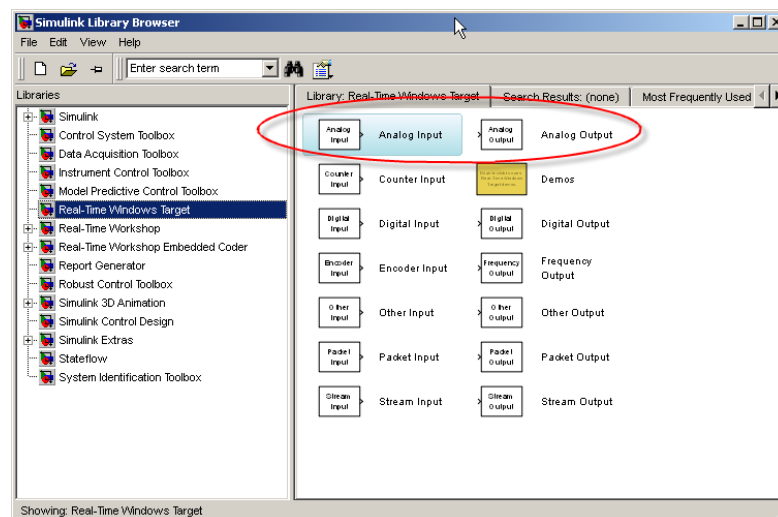 Simulink Library Browser
File Edit View Help
Enter search term
Libraries
Simulink
Control System Toolbox
Data Acquisition Toolbox
Instrument Control Toolbox
Model Predictive Control Toolbox
Real-Time Windows Target
Real-Time Workshop
Real-Time Workshop Embedded Coder
Report Generator
Robust Control Toolbox
Simulink 3D Animation
Simulink Control Design
Simulink Extras
Stateflow
System Identification Toolbox
Library: Real-Time Windows Target Search Results: (none) Most Frequently Used
Analog Input Analog Input Analog Output Analog Output
Counter Input Counter Input Demos
Digital Input Digital Input Digital Output Digital Output
Encoder Input Encoder Input Frequency Output Frequency Output
Other Input Other Input Other Output Other Output
Packet Input Packet Input Packet Output Packet Output
Stream Input Stream Input Stream Output Stream Output
Showing: Real-Time Windows Target